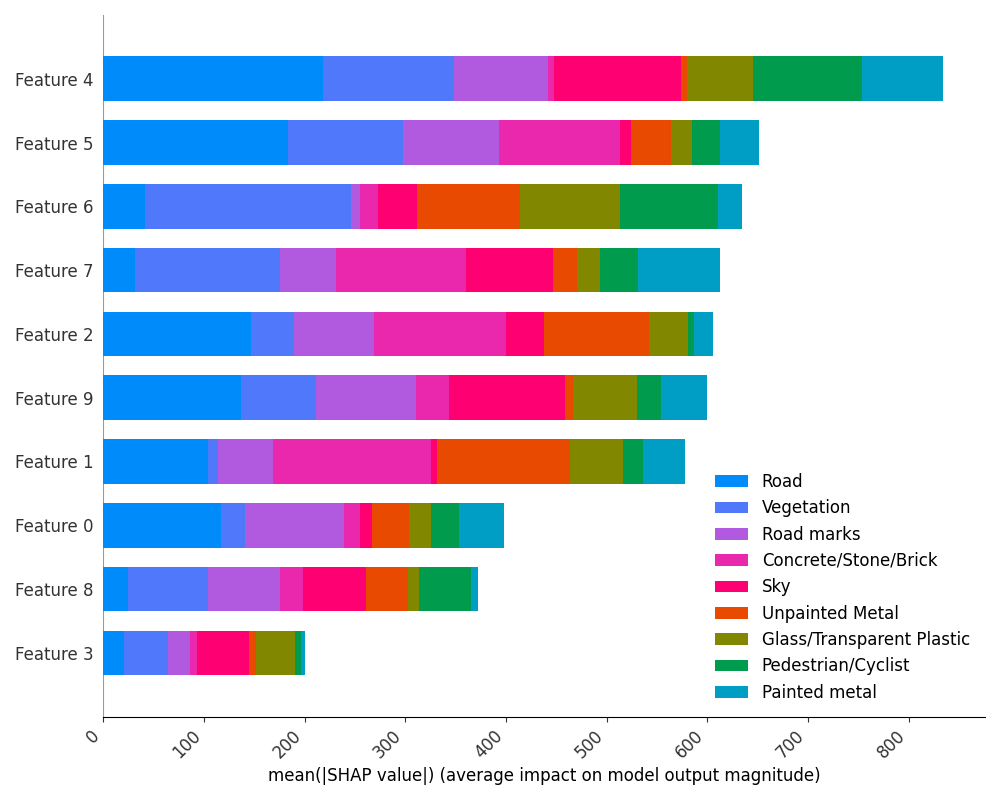 Feature 4
Feature 5
Feature 6
Feature 7
Feature 2
Feature 9
Feature 1
Feature 0
Feature 8
Feature 3
Road
Vegetation
Road marks
Concrete/Stone/Brick
Sky
Unpainted Metal
Glass/Transparent Plastic
Pedestrian/Cyclist
Painted metal
0 100 200 300 400 500 600 700 800
mean(|SHAP value|) (average impact on model output magnitude)